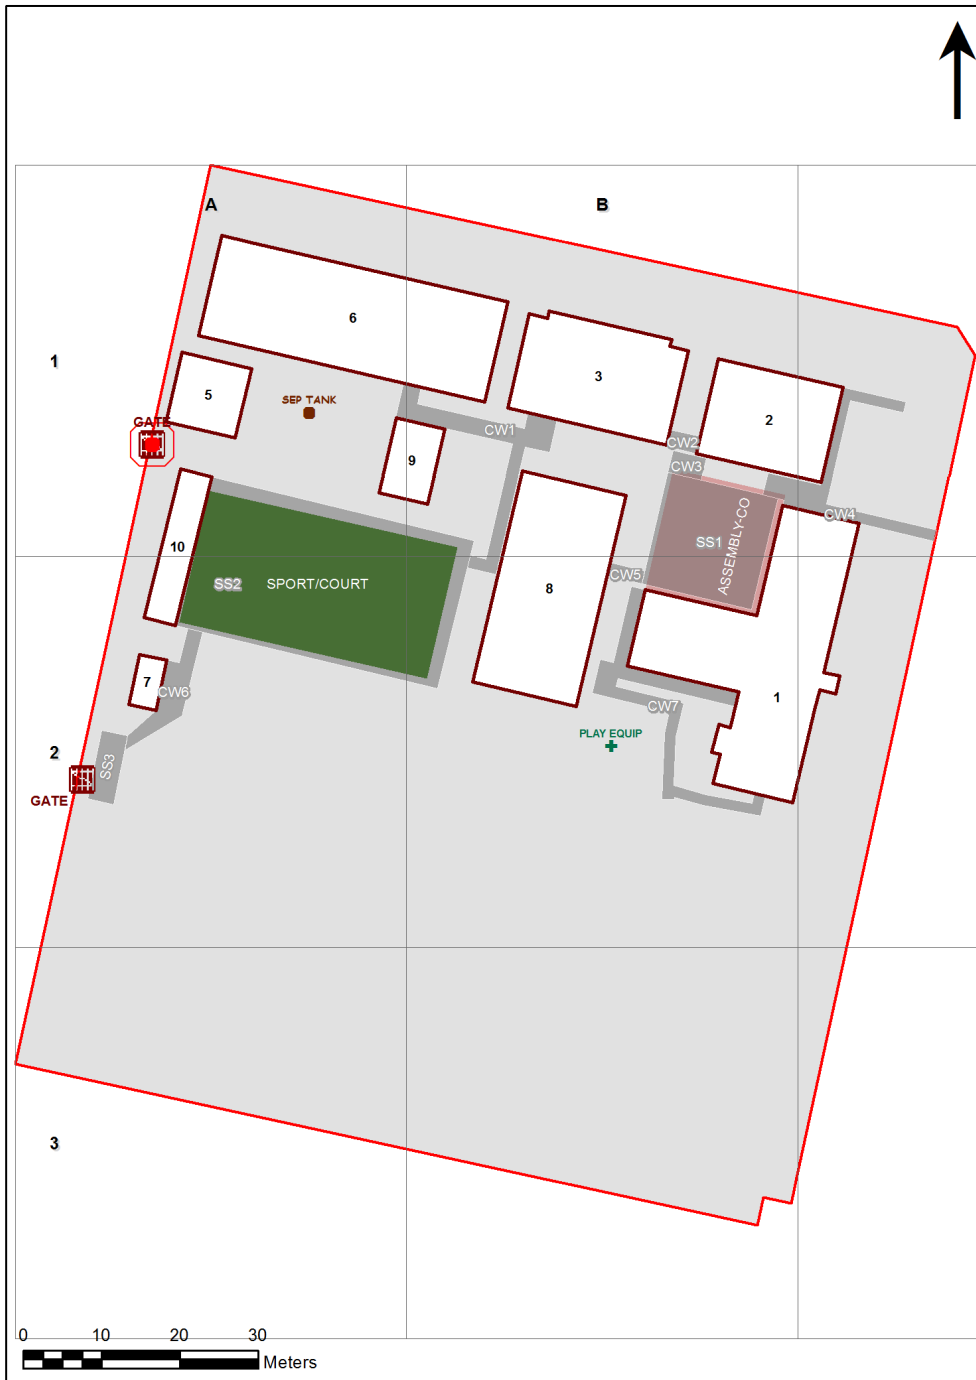 A
B
6
1
3
5
SEP TANK
2
GATE
CW1
CW2
9
CW3
CW4
SS1
ASSEMBLY-CO
10
CW5
SS2
SPORT/COURT
8
7
CW6
1
CW7
PLAY EQUIP
2
SS3
GATE
3
0 10 20 30
Meters